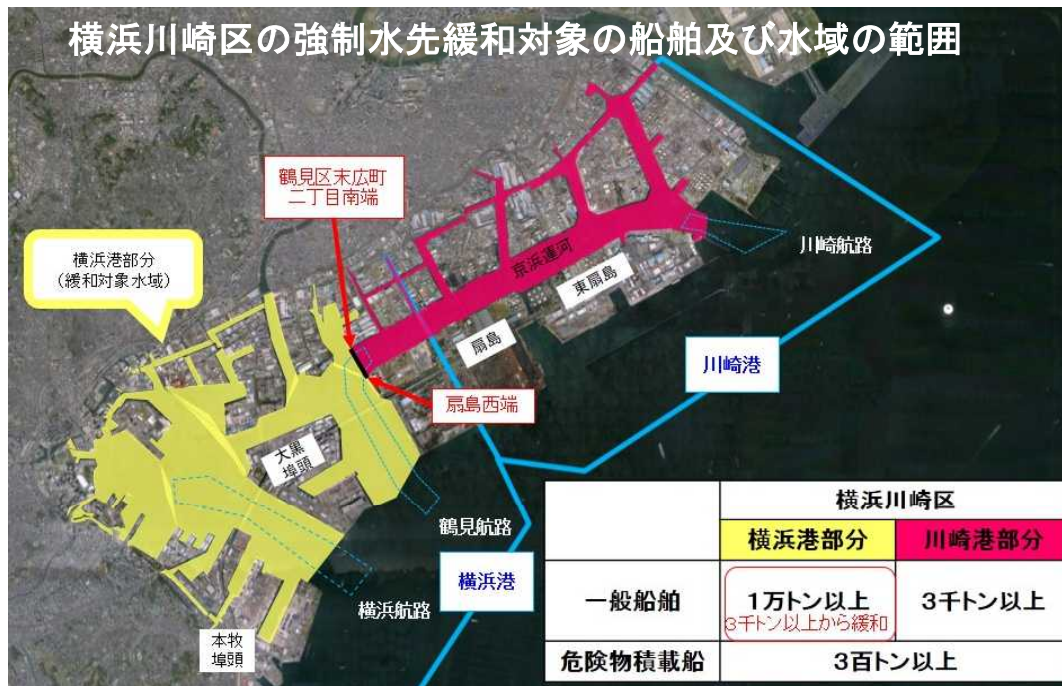 横浜川崎区の強制水先緩和対象の船舶及び水域の範囲
鶴見区末広町
二丁目南端
横浜港部分
(緩和対象水域)
京浜運河
東扇島
川崎航路
扇島
川崎港
扇島西端
大黒
埠頭
鶴見航路
横浜港
横浜航路
本牧
埠頭
横浜川崎区
横浜港部分
川崎港部分
一般船舶
1万トン以上
3千トン以上から緩和
3千トン以上
危険物積載船
3百トン以上